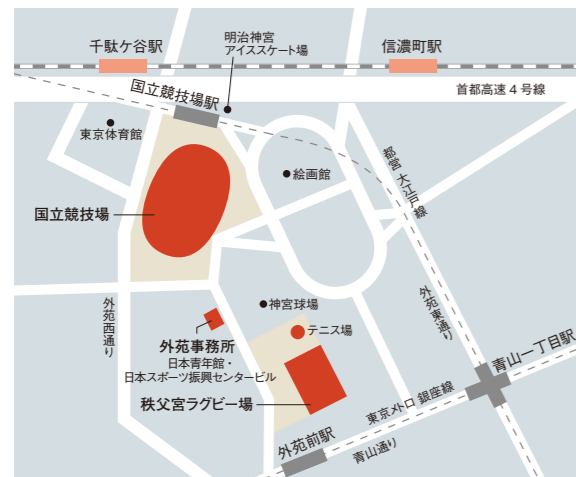 千駄ケ谷駅
明治神宮
アイススケート場
信濃町駅
首都高速4号線
国立競技場駅
東京体育館
絵画館
都営 大江戸線
国立競技場
外苑西通り
神宮球場
外苑東通り
テニス場
外苑事務所
日本青年館・
日本スポーツ振興センタービル
青山一丁目駅
秩父宮ラグビー場
東京メトロ 銀座線
外苑前駅
青山通り